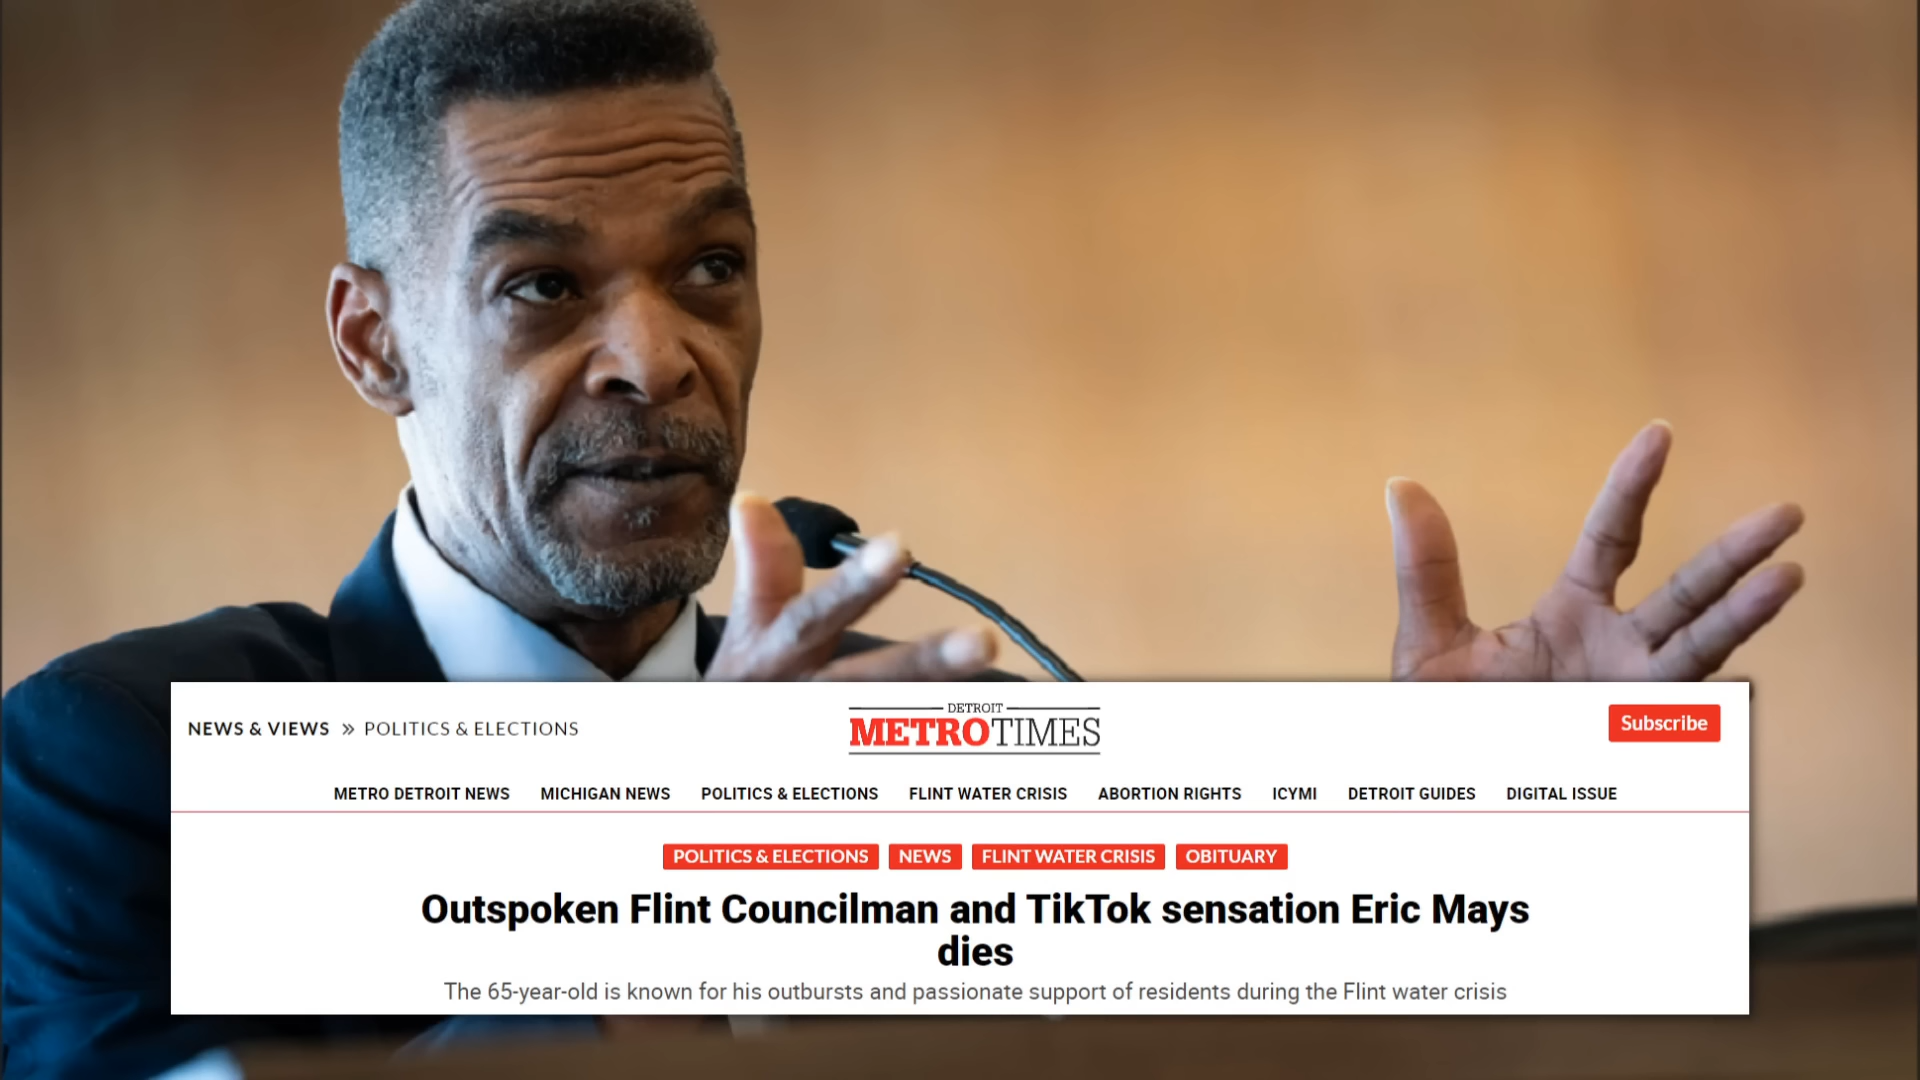 NEWS & VIEWS » POLITICS & ELECTIONS
DETROIT
METROTIMES
Subscribe
METRO DETROIT NEWS MICHIGAN NEWS POLITICS & ELECTIONS FLINT WATER CRISIS ABORTION RIGHTS ICYMI DETROIT GUIDES DIGITAL ISSUE
POLITICS & ELECTIONS NEWS FLINT WATER CRISIS OBITUARY
Outspoken Flint Councilman and TikTok sensation Eric Mays
dies
The 65-year-old is known for his outbursts and passionate support of residents during the Flint water crisis